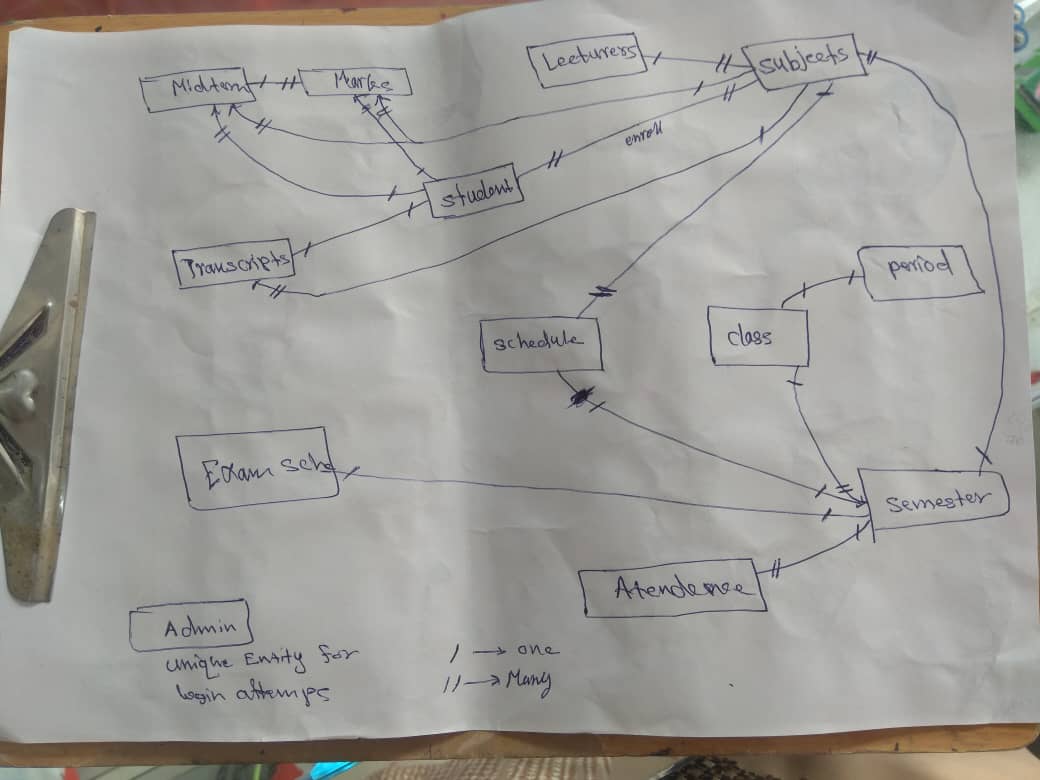 Lecturers
subjects
Midterm
Marks
enroll
student
Transcripts
period
schedule
class
Exam sch
semester
Atendence
Admin
unique Entity for
login attemps
/ → one
// → Many